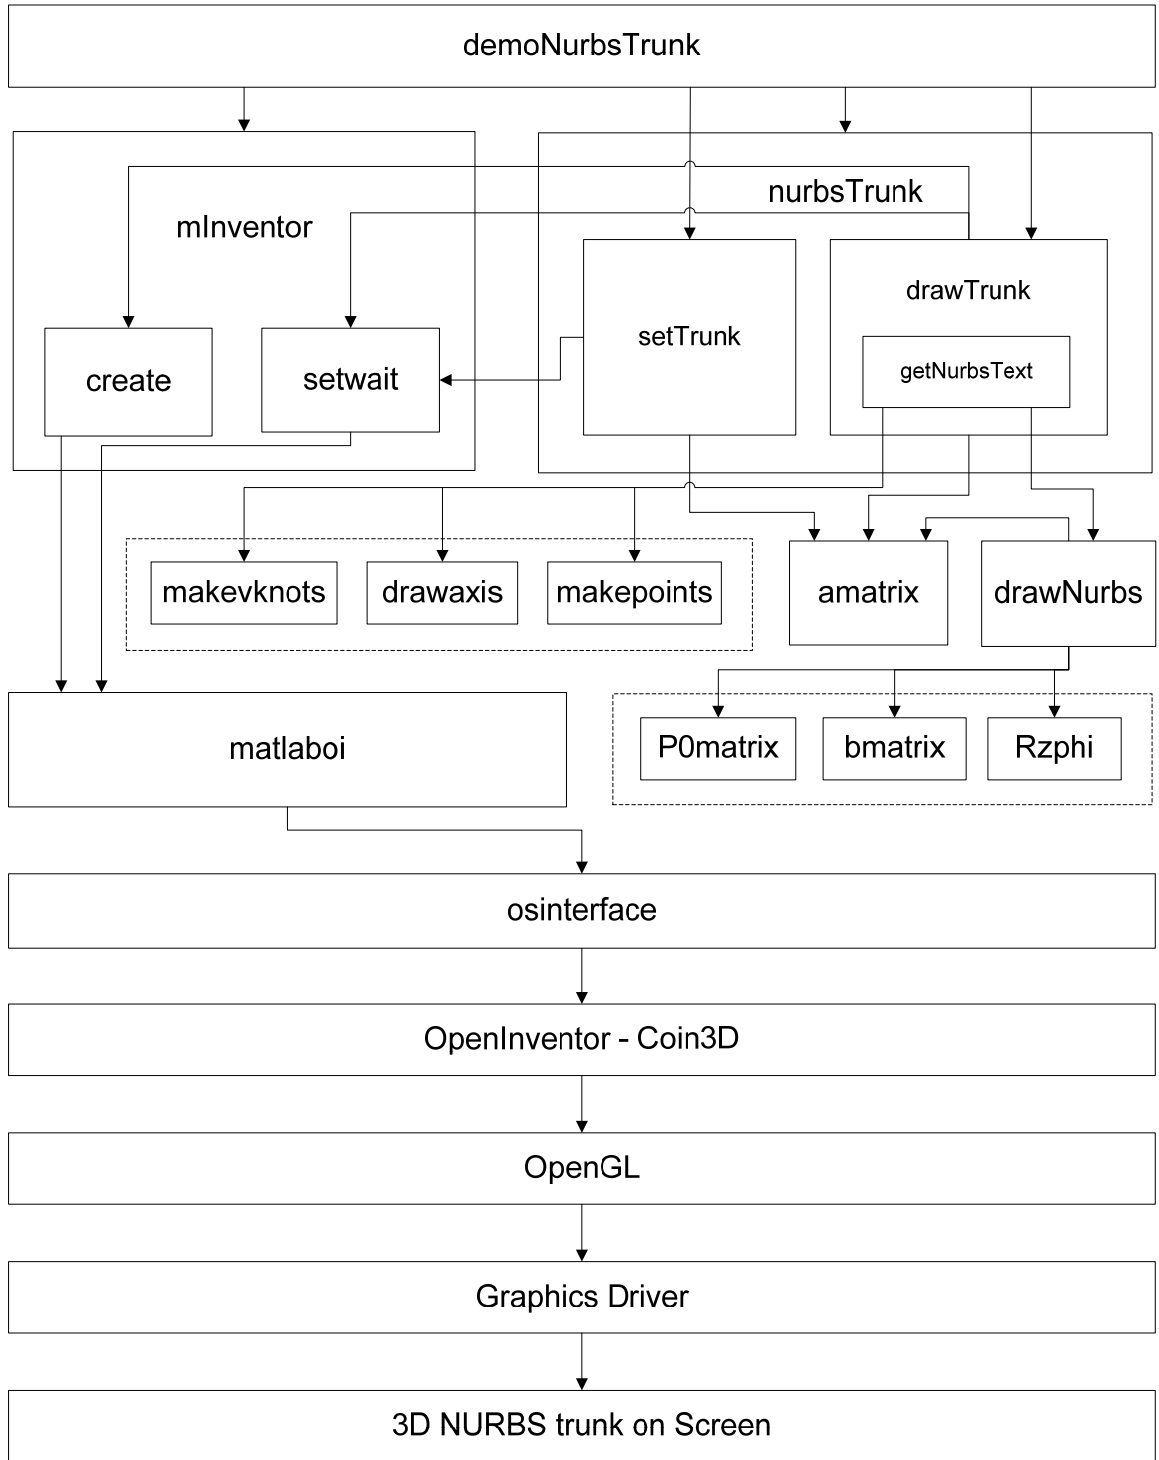 demoNurbsTrunk
nurbsTrunk
mInventor
drawTrunk
setTrunk
getNurbsText
create
setwait
makevknots
drawaxis
makepoints
amatrix
drawNurbs
matlaboi
P0matrix
bmatrix
Rzphi
osinterface
OpenInventor - Coin3D
OpenGL
Graphics Driver
3D NURBS trunk on Screen